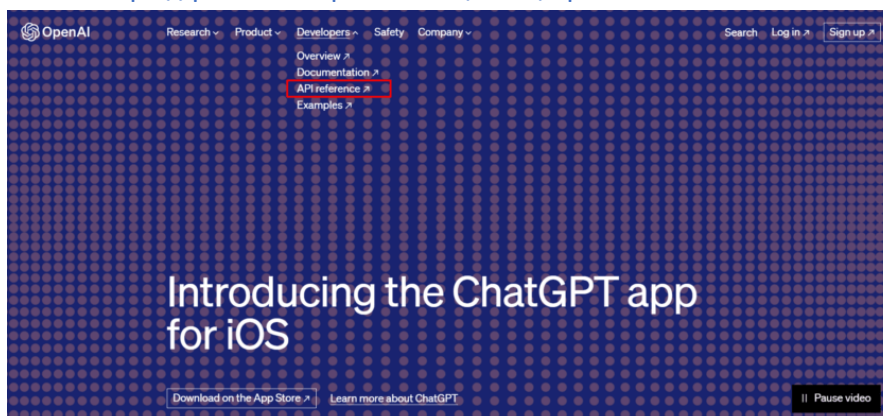 OpenAI
Research Product Developers Safety Company Search Log in ↗ Sign up ↗
Overview ↗
Documentation ↗
API reference ↗
Examples ↗
Introducing the ChatGPT app
for iOS
Download on the App Store ↗ Learn more about ChatGPT Pause video